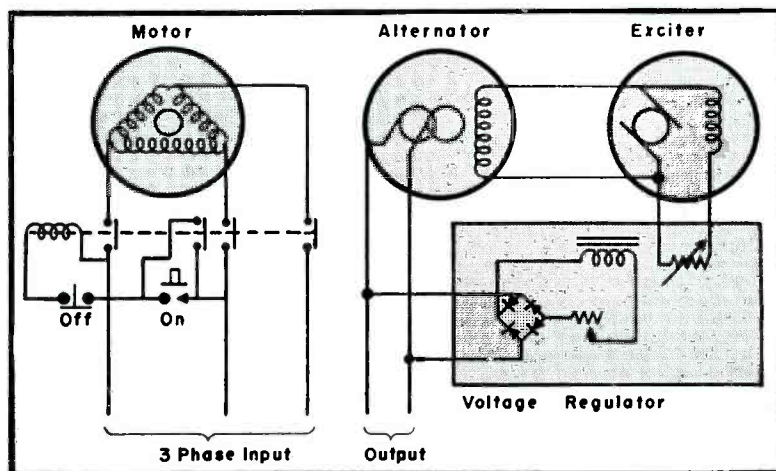 Motor
Alternator
Exciter
Off
On
Voltage Regulator
3 Phase Input
Output